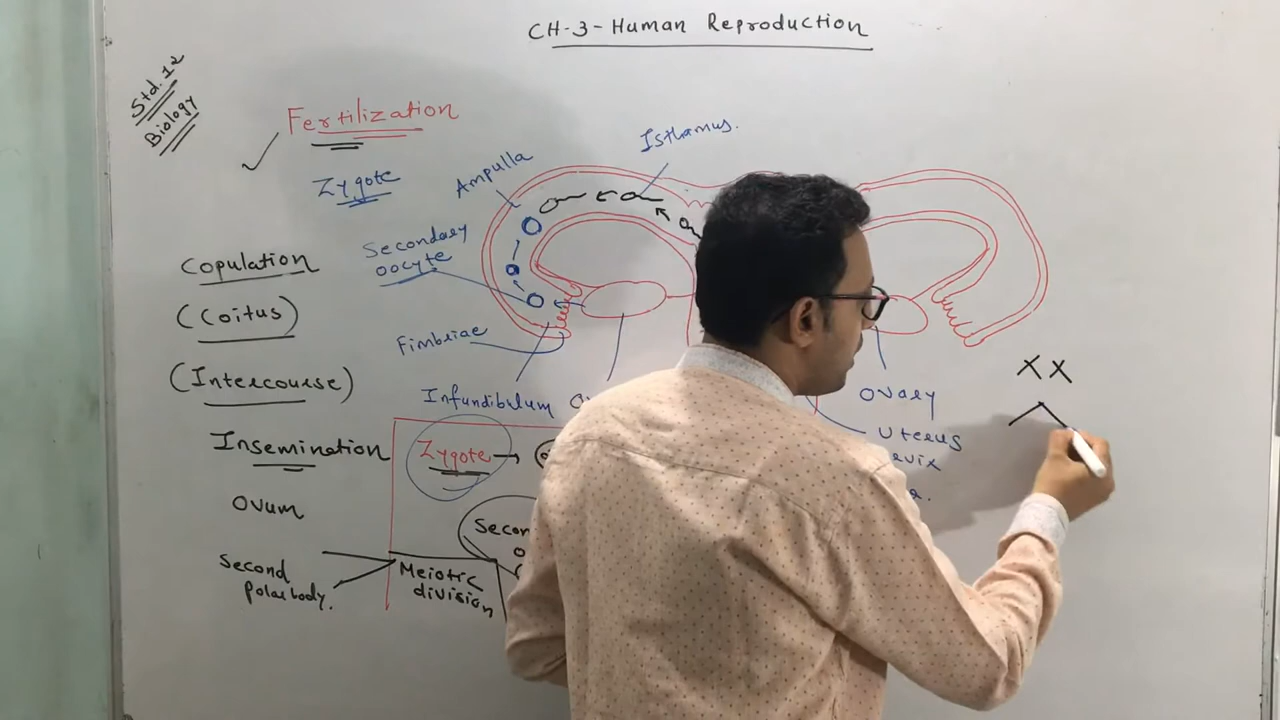 CH-3-Human Reproduction
Std. 12
Biology
Fertilization
Zygote
Ampulla
Isthamus.
Secondary
oocyte
Copulation
(Coitus)
Fimbriae
(Intercourse)
Infundibulum
XX
Ovary
Uterus
Insemination
Zygote
Ovum
Second
polar body.
Meiotic
division